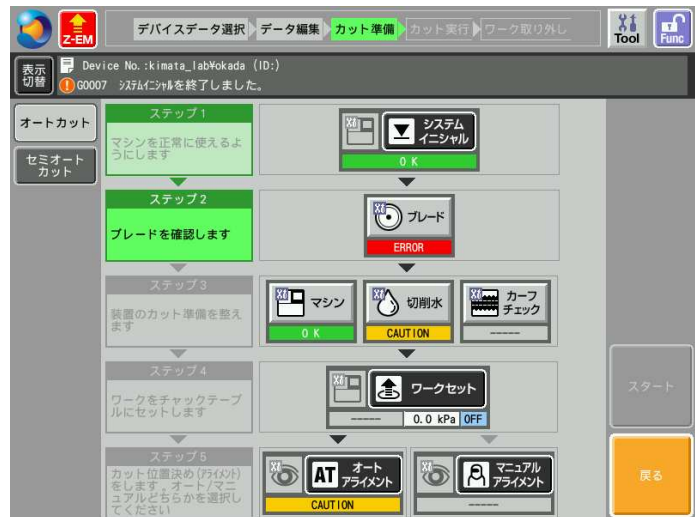 Z-EM
デバイスデータ選択
データ編集
カット準備
カット実行
ワーク取り外し
Tool
Func
表示
切替
Device No. :kimata_lab¥okada (ID:)
G0007 システムイニシャルを終了しました。
オートカット
セミオート
カット
ステップ1
マシンを正常に使えるよ
うにします
システム
イニシャル
OK
ステップ2
ブレードを確認します
ブレード
ERROR
ステップ3
装置のカット準備を整え
ます
マシン
OK
切削水
CAUTION
カーフ
チェック
-----
ステップ4
ワークをチャックテーブ
ルにセットします
ワークセット
-----
0.0 kPa
OFF
スタート
ステップ5
カット位置決め(アライメント)
をします。オート/マニ
ュアルどちらかを選択し
てください
AT
オート
アライメント
CAUTION
マニュアル
アライメント
-----
戻る